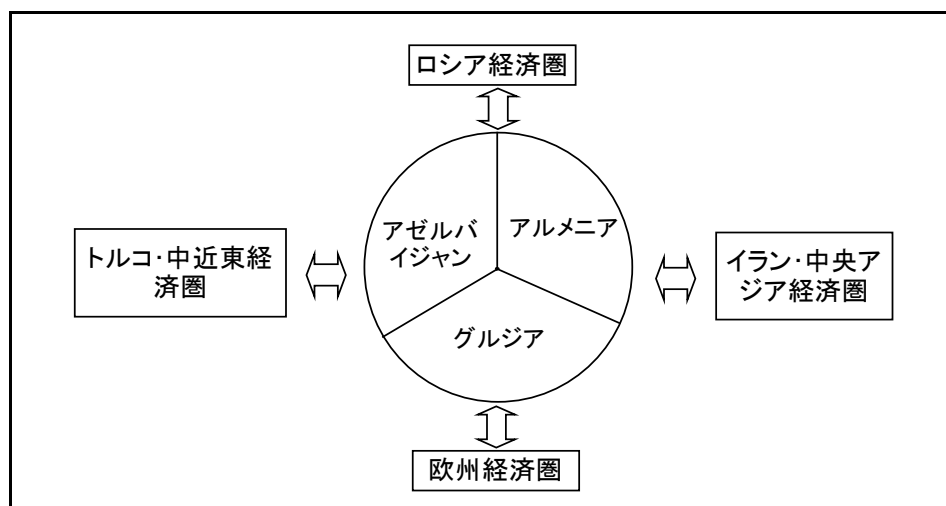 ロシア経済圏
アゼルバ
イジャン
アルメニア
トルコ・中近東経
済圏
イラン・中央ア
ジア経済圏
グルジア
欧州経済圏